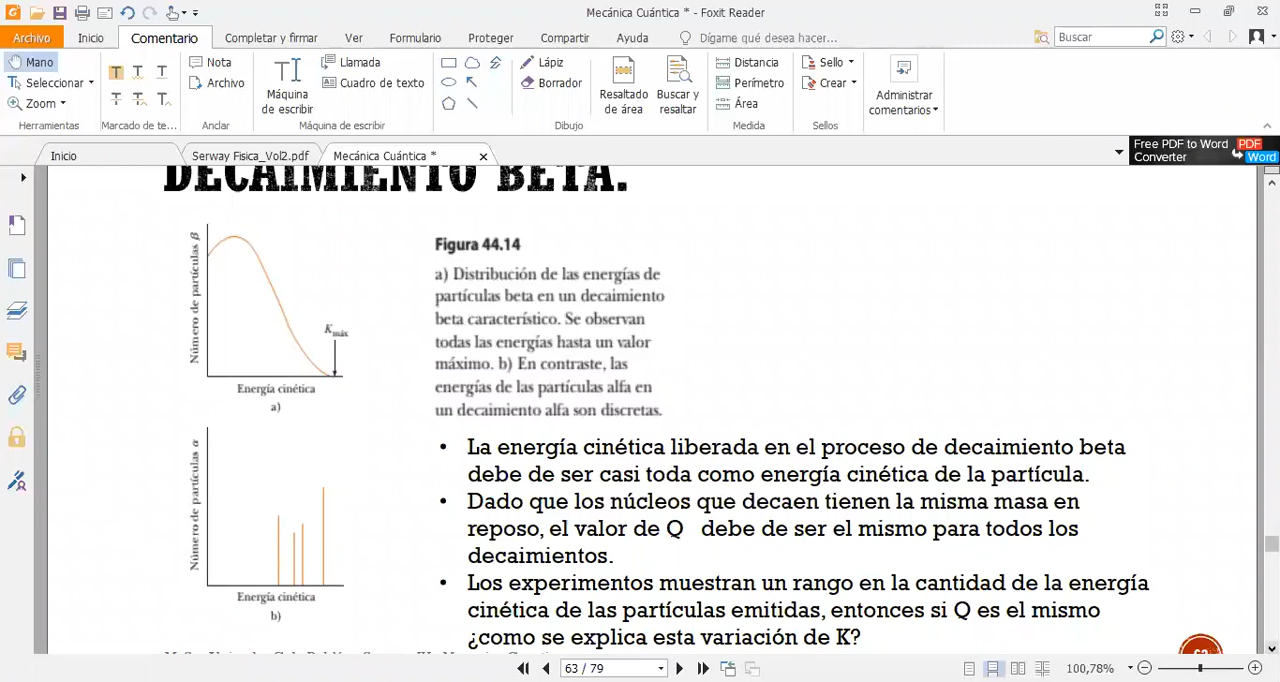 Mecánica Cuántica * - Foxit Reader
Archivo Inicio Comentario Completar y firmar Ver Formulario Proteger Compartir Ayuda Dígame qué desea hacer... Buscar
Mano
Seleccionar
Zoom
Herramientas
Marcado de te...
Nota
Archivo
Anclar
Máquina
de escribir
Llamada
Cuadro de texto
Máquina de escribir
Lápiz
Borrador
Dibujo
Resaltado
de área
Buscar y
resaltar
Distancia
Perímetro
Área
Medida
Sello
Crear
Sellos
Administrar
comentarios
Inicio Serway Fisica_Vol2.pdf Mecánica Cuántica *
Free PDF to Word
Converter
PDF
Word
DECAIMIENTO BETA.
Número de partículas β
Kmáx
Energía cinética
a)
Figura 44.14
a) Distribución de las energías de
partículas beta en un decaimiento
beta característico. Se observan
todas las energías hasta un valor
máximo. b) En contraste, las
energías de las partículas alfa en
un decaimiento alfa son discretas.
Número de partículas α
Energía cinética
b)
• La energía cinética liberada en el proceso de decaimiento beta
debe de ser casi toda como energía cinética de la partícula.
• Dado que los núcleos que decaen tienen la misma masa en
reposo, el valor de Q debe de ser el mismo para todos los
decaimientos.
• Los experimentos muestran un rango en la cantidad de la energía
cinética de las partículas emitidas, entonces si Q es el mismo
¿como se explica esta variación de K?
63 / 79
100,78%